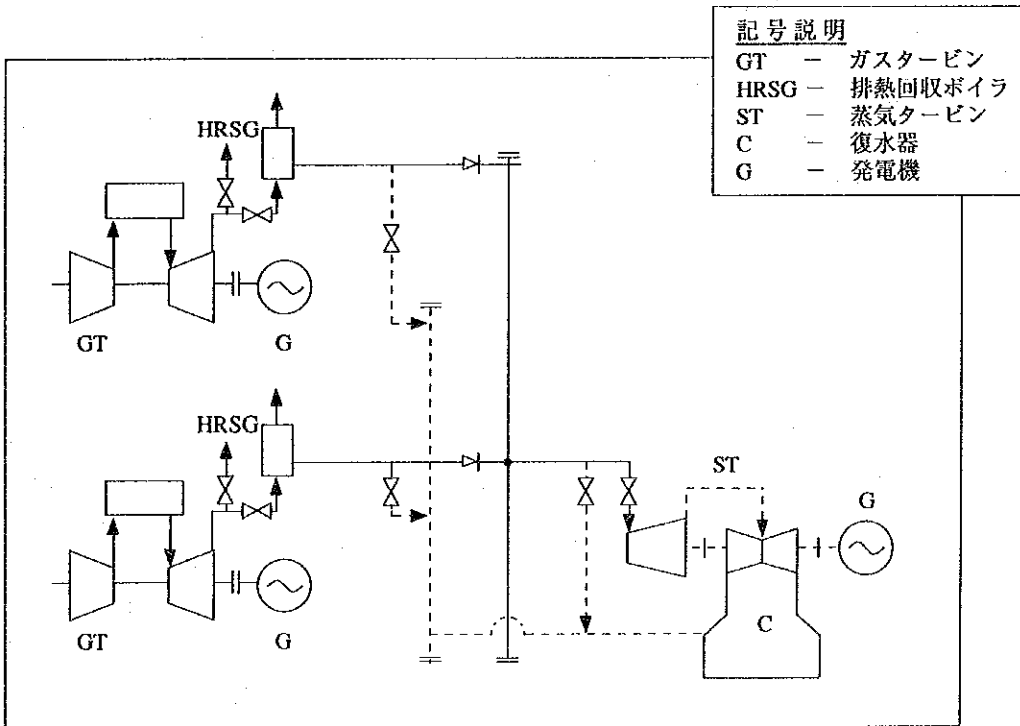 記号説明
GT － ガスタービン
HRSG － 排熱回収ボイラ
ST － 蒸気タービン
C － 復水器
G － 発電機
HRSG
GT
G
HRSG
ST
G
GT
G
C